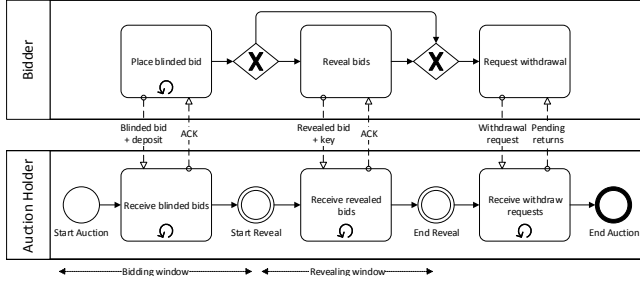 Bidder
Place blinded bid
X
Reveal bids
X
Request withdrawal
Blinded bid
+ deposit
ACK
Revealed bid
+ key
ACK
Withdrawal
request
Pending
returns
Auction Holder
Start Auction
Receive blinded bids
Start Reveal
Receive revealed
bids
End Reveal
Receive withdraw
requests
End Auction
Bidding window
Revealing window